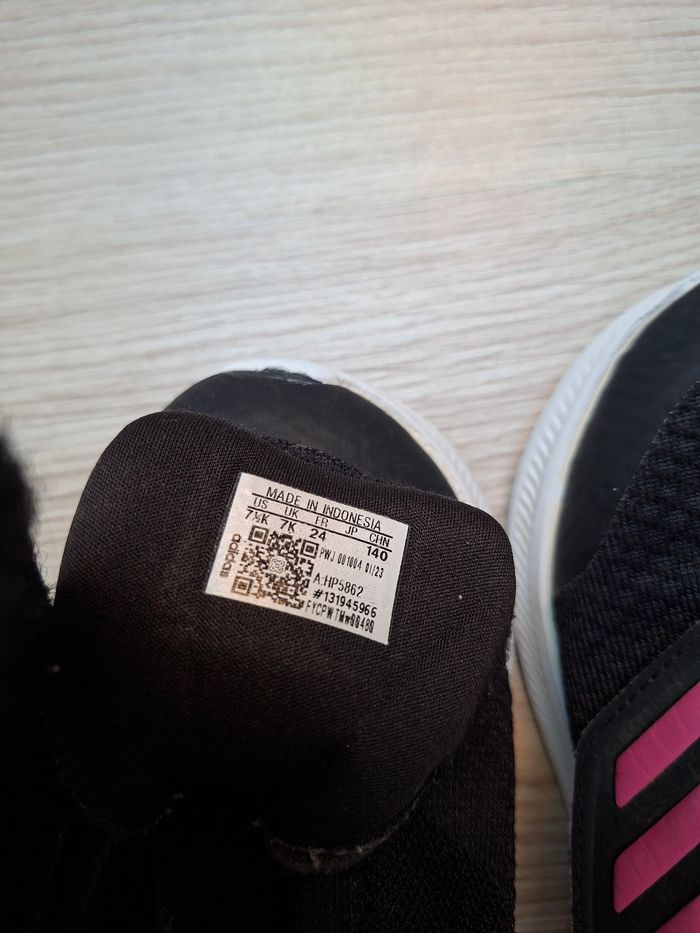 MADE IN INDONESIA
US UK FR JP CHN
7½K 7K 24 140
PWJ 001004 01/23
adidas
A:HP5862
#131945966